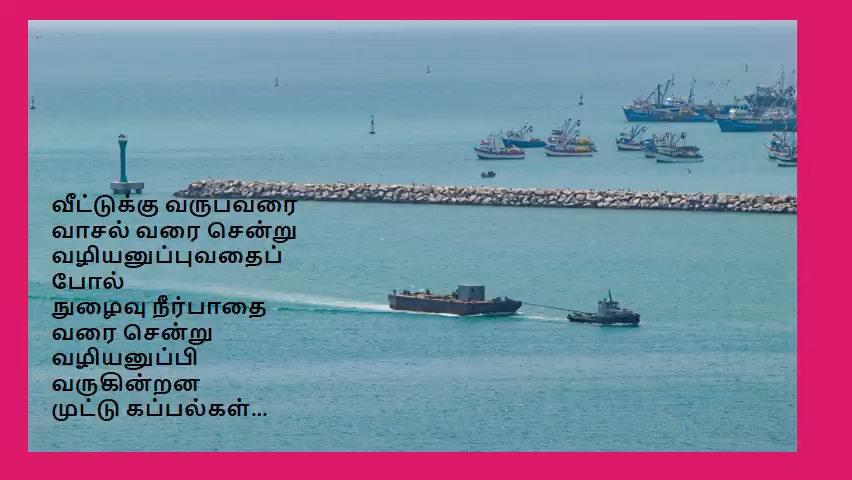 வீட்டுக்கு வருபவரை
வாசல் வரை சென்று
வழியனுப்புவதைப்
போல்
நுழைவு நீர்பாதை
வரை சென்று
வழியனுப்பி
வருகின்றன
முட்டு கப்பல்கள்...